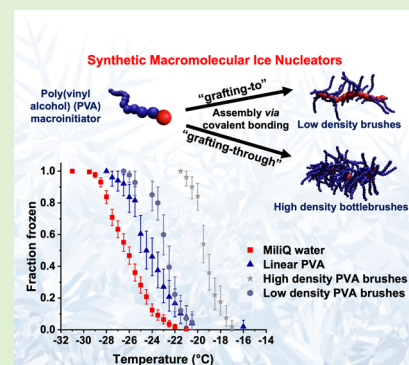 Synthetic Macromolecular Ice Nucleators
Poly(vinyl
alcohol) (PVA)
macroinitiator
"grafting-to"
Assembly via
covalent bonding
"grafting-through"
Low density brushes
High density bottlebrushes
1.0
0.8
0.6
0.4
0.2
0.0
Fraction frozen
-31 -28 -26 -24 -22 -20 -18 -16 -14
Temperature (°C)
MiliQ water
Linear PVA
High density PVA brushes
Low density PVA brushes